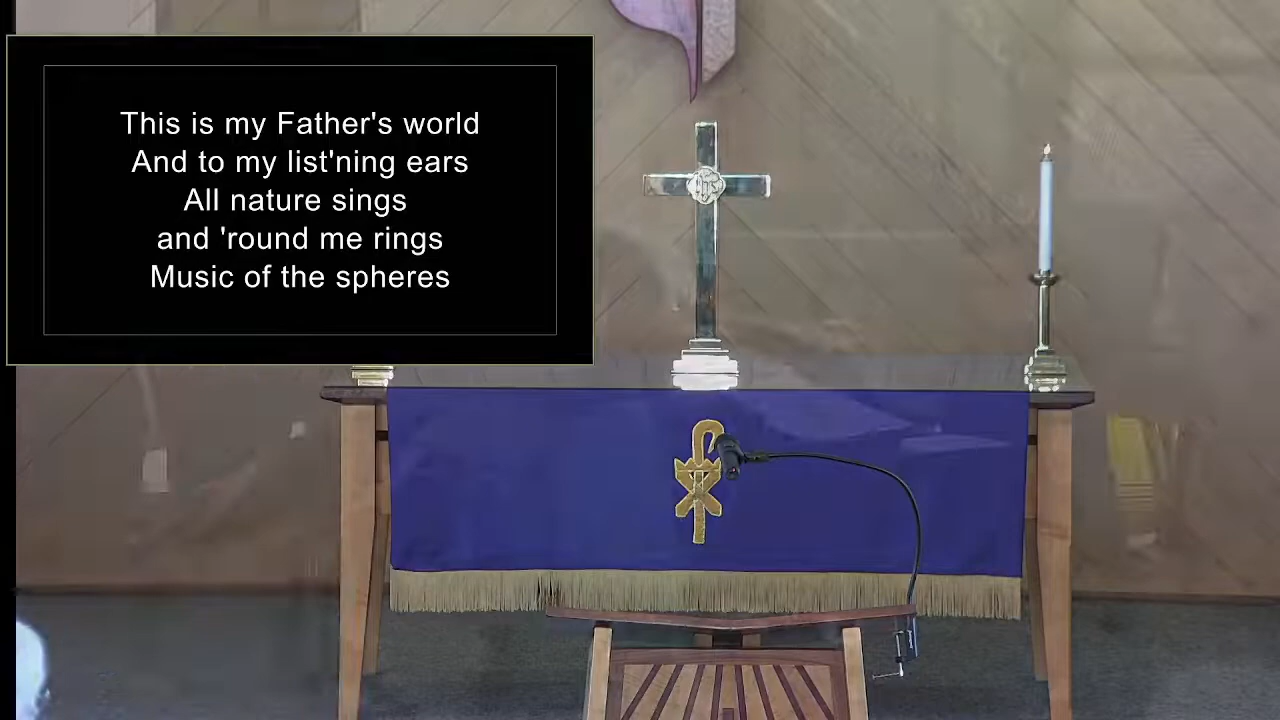 This is my Father's world
And to my list'ning ears
All nature sings
and 'round me rings
Music of the spheres
IHS